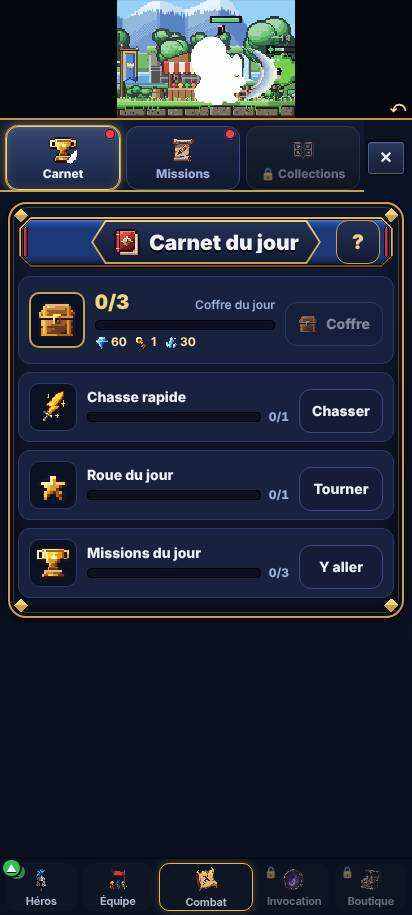 Carnet
Missions
Collections
×
Carnet du jour
?
0/3
Coffre du jour
60 1 30
Coffre
Chasse rapide
0/1
Chasser
Roue du jour
0/1
Tourner
Missions du jour
0/3
Y aller
Héros
Équipe
Combat
Invocation
Boutique